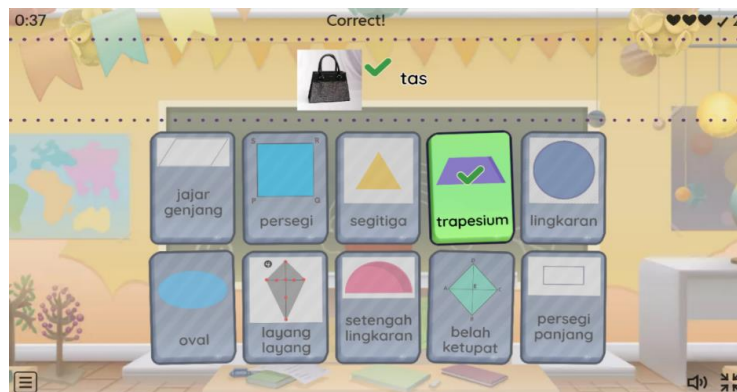 0:37
Correct!
2
tas
jajar
genjang
S
R
P
Q
persegi
segitiga
trapesium
lingkaran
oval
layang
layang
setengah
lingkaran
belah
ketupat
persegi
panjang